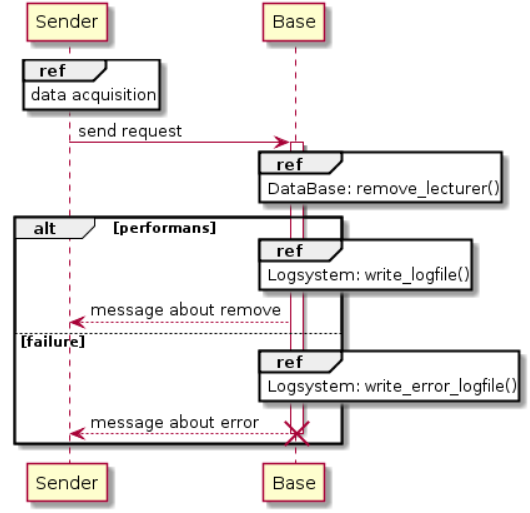 Sender Base
ref
data acquisition
send request
ref
DataBase: remove_lecturer()
alt [performans]
ref
Logsystem: write_logfile()
message about remove
[failure]
ref
Logsystem: write_error_logfile()
message about error
Sender Base